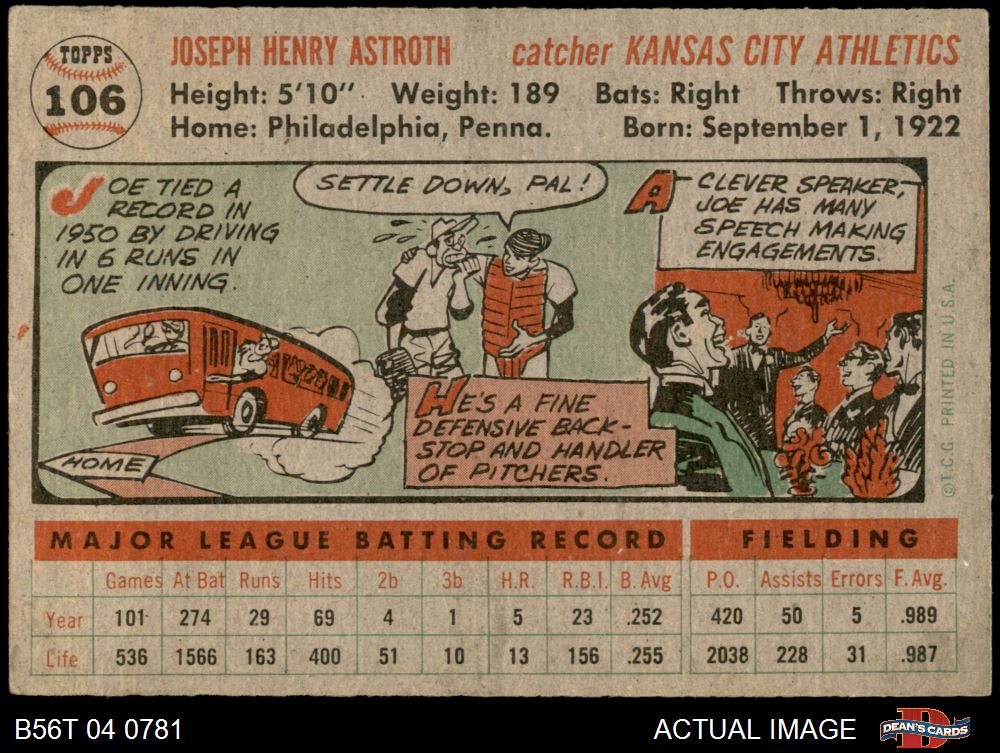 TOPPS
106
JOSEPH HENRY ASTROTH catcher KANSAS CITY ATHLETICS
Height: 5'10" Weight: 189 Bats: Right Throws: Right
Home: Philadelphia, Penna. Born: September 1, 1922
JOE TIED A
RECORD IN
1950 BY DRIVING
IN 6 RUNS IN
ONE INNING.
HOME
SETTLE DOWN, PAL!
HE'S A FINE
DEFENSIVE BACK-
STOP AND HANDLER
OF PITCHERS.
A CLEVER SPEAKER,
JOE HAS MANY
SPEECH MAKING
ENGAGEMENTS.
© T.C.G. PRINTED IN U.S.A.
MAJOR LEAGUE BATTING RECORD FIELDING
Games At Bat Runs Hits 2b 3b H.R. R.B.I. B. Avg P.O. Assists Errors F. Avg.
Year 101 274 29 69 4 1 5 23 .252 420 50 5 .989
Life 536 1566 163 400 51 10 13 156 .255 2038 228 31 .987
B56T 04 0781 ACTUAL IMAGE DEAN'S CARDS